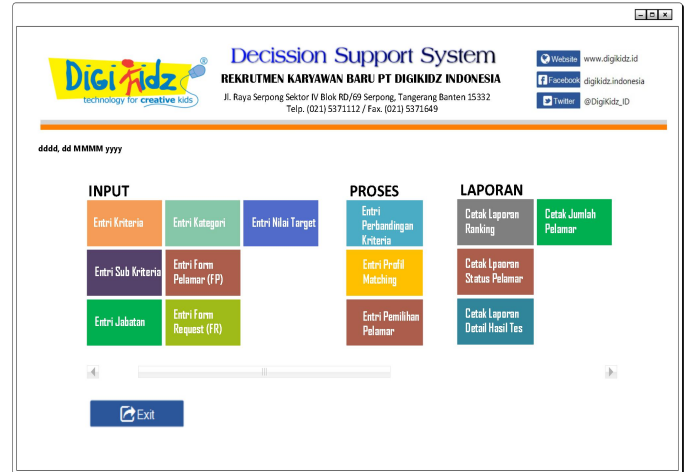 DIGIKidz
technology for creative kids
Decission Support System
REKRUTMEN KARYAWAN BARU PT DIGIKIDZ INDONESIA
Jl. Raya Serpong Sektor IV Blok RD/69 Serpong, Tangerang Banten 15332
Telp. (021) 5371112 / Fax. (021) 5371649
Website www.digikidz.id
Facebook digikidz.indonesia
Twitter @DigiKidz_ID
dddd, dd MMMM yyyy
INPUT
Entri Kriteria
Entri Kategori
Entri Nilai Target
Entri Sub Kriteria
Entri Form
Pelamar (FP)
Entri Jabatan
Entri Form
Request (FR)
PROSES
Entri
Perbandingan
Kriteria
Entri Profil
Matching
Entri Pemilihan
Pelamar
LAPORAN
Cetak Laporan
Ranking
Cetak Jumlah
Pelamar
Cetak Lpaoran
Status Pelamar
Cetak Laporan
Detail Hasil Tes
Exit